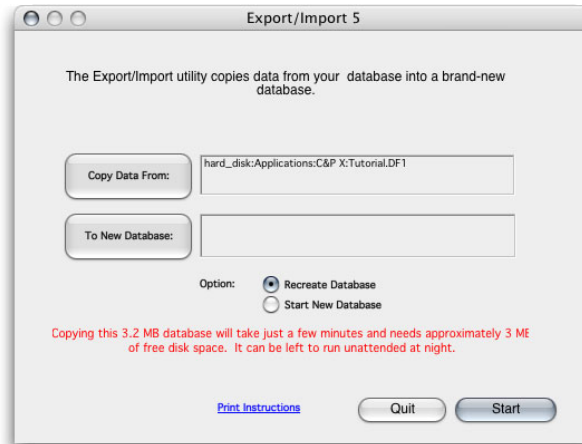 Export/Import 5
The Export/Import utility copies data from your database into a brand-new
database.
Copy Data From:
hard_disk:Applications:C&P X:Tutorial.DF1
To New Database:
Option:
Recreate Database
Start New Database
Copying this 3.2 MB database will take just a few minutes and needs approximately 3 MB
of free disk space. It can be left to run unattended at night.
Print Instructions
Quit
Start